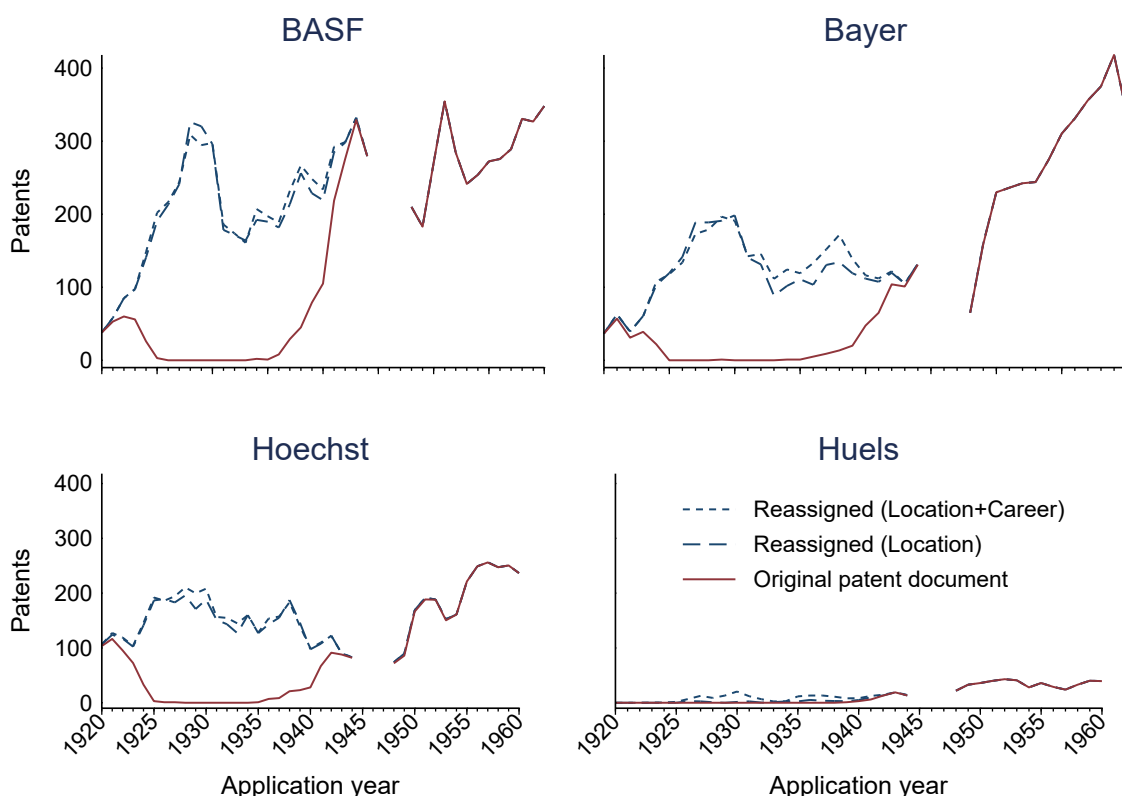 BASF
Bayer
400
300
200
100
0
Patents
Hoechst
Huels
400
300
200
100
0
Patents
Reassigned (Location+Career)
Reassigned (Location)
Original patent document
1920
1925
1930
1935
1940
1945
1950
1955
1960
1920
1925
1930
1935
1940
1945
1950
1955
1960
Application year
Application year